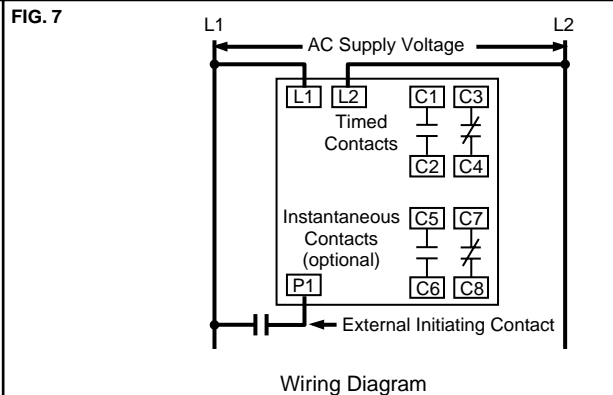 FIG. 7
L1 L2
AC Supply Voltage
L1 L2 C1 C3
Timed
Contacts
C2 C4
Instantaneous
Contacts
(optional)
C5 C7
P1 C6 C8
External Initiating Contact
Wiring Diagram